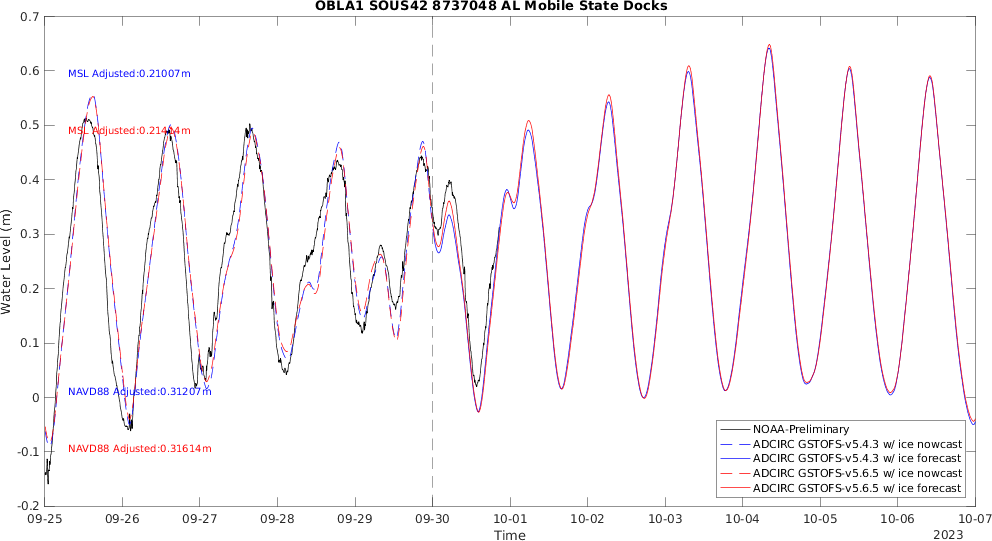 OBLA1 SOUS42 8737048 AL Mobile State Docks
0.7
0.6
0.5
0.4
0.3
0.2
0.1
0
-0.1
-0.2
Water Level (m)
MSL Adjusted:0.21007m
MSL Adjusted:0.21414m
NAVD88 Adjusted:0.31207m
NAVD88 Adjusted:0.31614m
NOAA-Preliminary
ADCIRC GSTOFS-v5.4.3 w/ ice nowcast
ADCIRC GSTOFS-v5.4.3 w/ ice forecast
ADCIRC GSTOFS-v5.6.5 w/ ice nowcast
ADCIRC GSTOFS-v5.6.5 w/ ice forecast
09-25 09-26 09-27 09-28 09-29 09-30 10-01 10-02 10-03 10-04 10-05 10-06 10-07
Time
2023